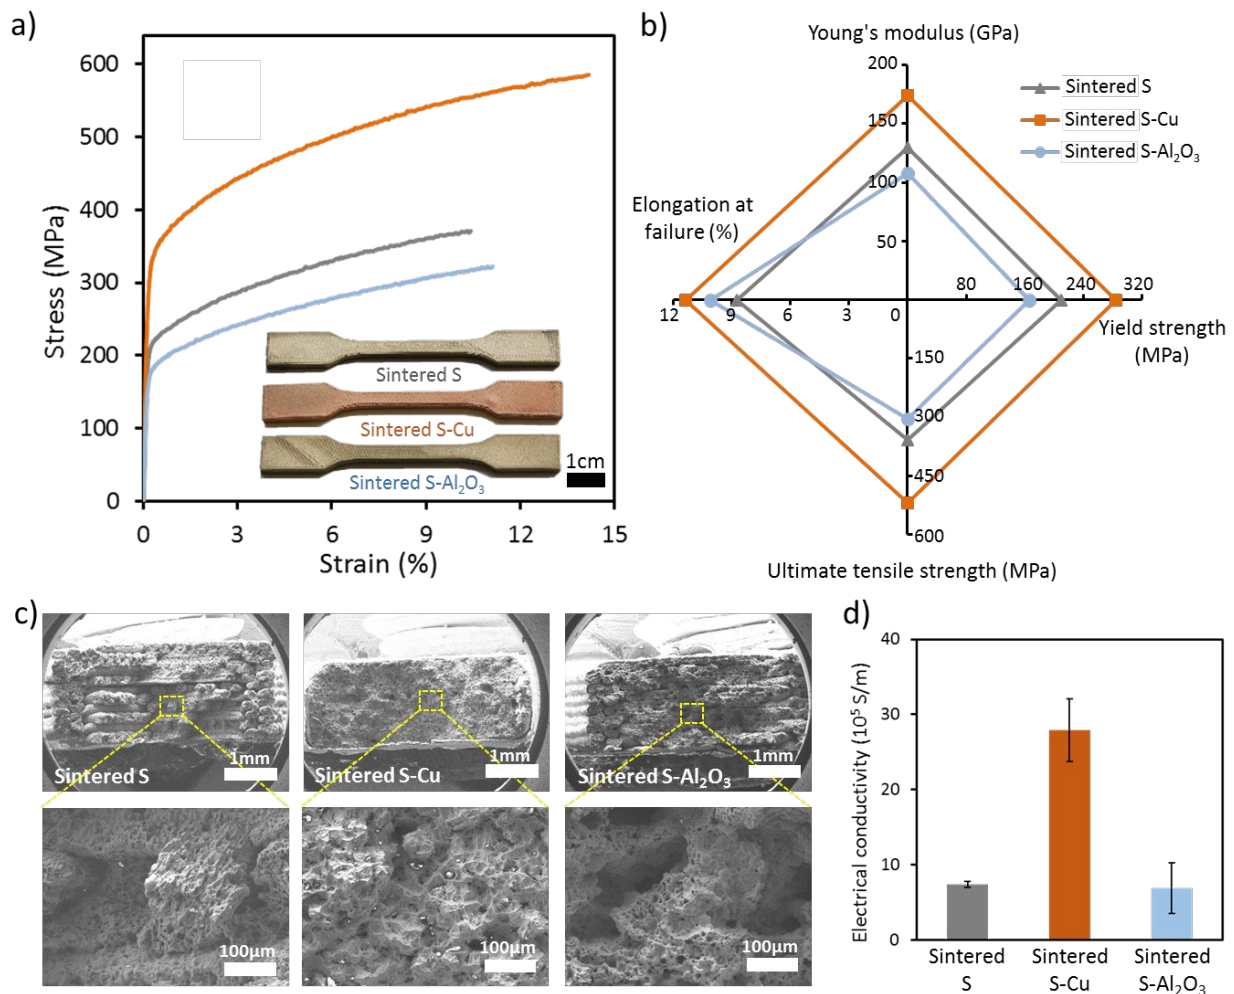 a)
Stress (MPa)
600
500
400
300
200
100
0
0 3 6 9 12 15
Strain (%)
Sintered S
Sintered S-Cu
Sintered S-Al₂O₃
1cm
b)
Young's modulus (GPa)
200
150
100
50
Sintered S
Sintered S-Cu
Sintered S-Al₂O₃
Elongation at
failure (%)
12 9 6 3 0
80 160 240 320
Yield strength
(MPa)
150
300
450
600
Ultimate tensile strength (MPa)
c)
1mm
Sintered S
1mm
Sintered S-Cu
1mm
Sintered S-Al₂O₃
100µm
100µm
100µm
d)
Electrical conductivity (10⁵ S/m)
40
30
20
10
0
Sintered
S
Sintered
S-Cu
Sintered
S-Al₂O₃